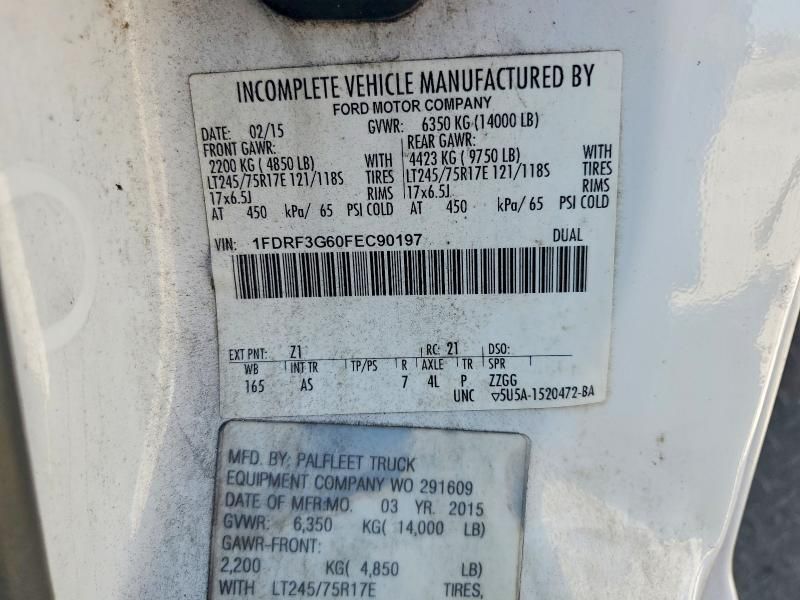 INCOMPLETE VEHICLE MANUFACTURED BY
FORD MOTOR COMPANY
DATE: 02/15 GVWR: 6350 KG (14000 LB)
FRONT GAWR: REAR GAWR:
2200 KG ( 4850 LB) WITH 4423 KG ( 9750 LB) WITH
LT245/75R17E 121/118S TIRES LT245/75R17E 121/118S TIRES
17x6.5J RIMS 17x6.5J RIMS
AT 450 kPa/ 65 PSI COLD AT 450 kPa/ 65 PSI COLD
VIN: 1FDRF3G60FEC90197 DUAL
EXT PNT: Z1 RC: 21 DSO:
WB INT TR TP/PS R AXLE TR SPR
165 AS 7 4L P ZZGG
UNC ▽5U5A-1520472-BA
MFD. BY: PALFLEET TRUCK
EQUIPMENT COMPANY WO 291609
DATE OF MFR:MO. 03 YR. 2015
GVWR: 6,350 KG( 14,000 LB)
GAWR-FRONT:
2,200 KG( 4,850 LB)
WITH LT245/75R17E TIRES,